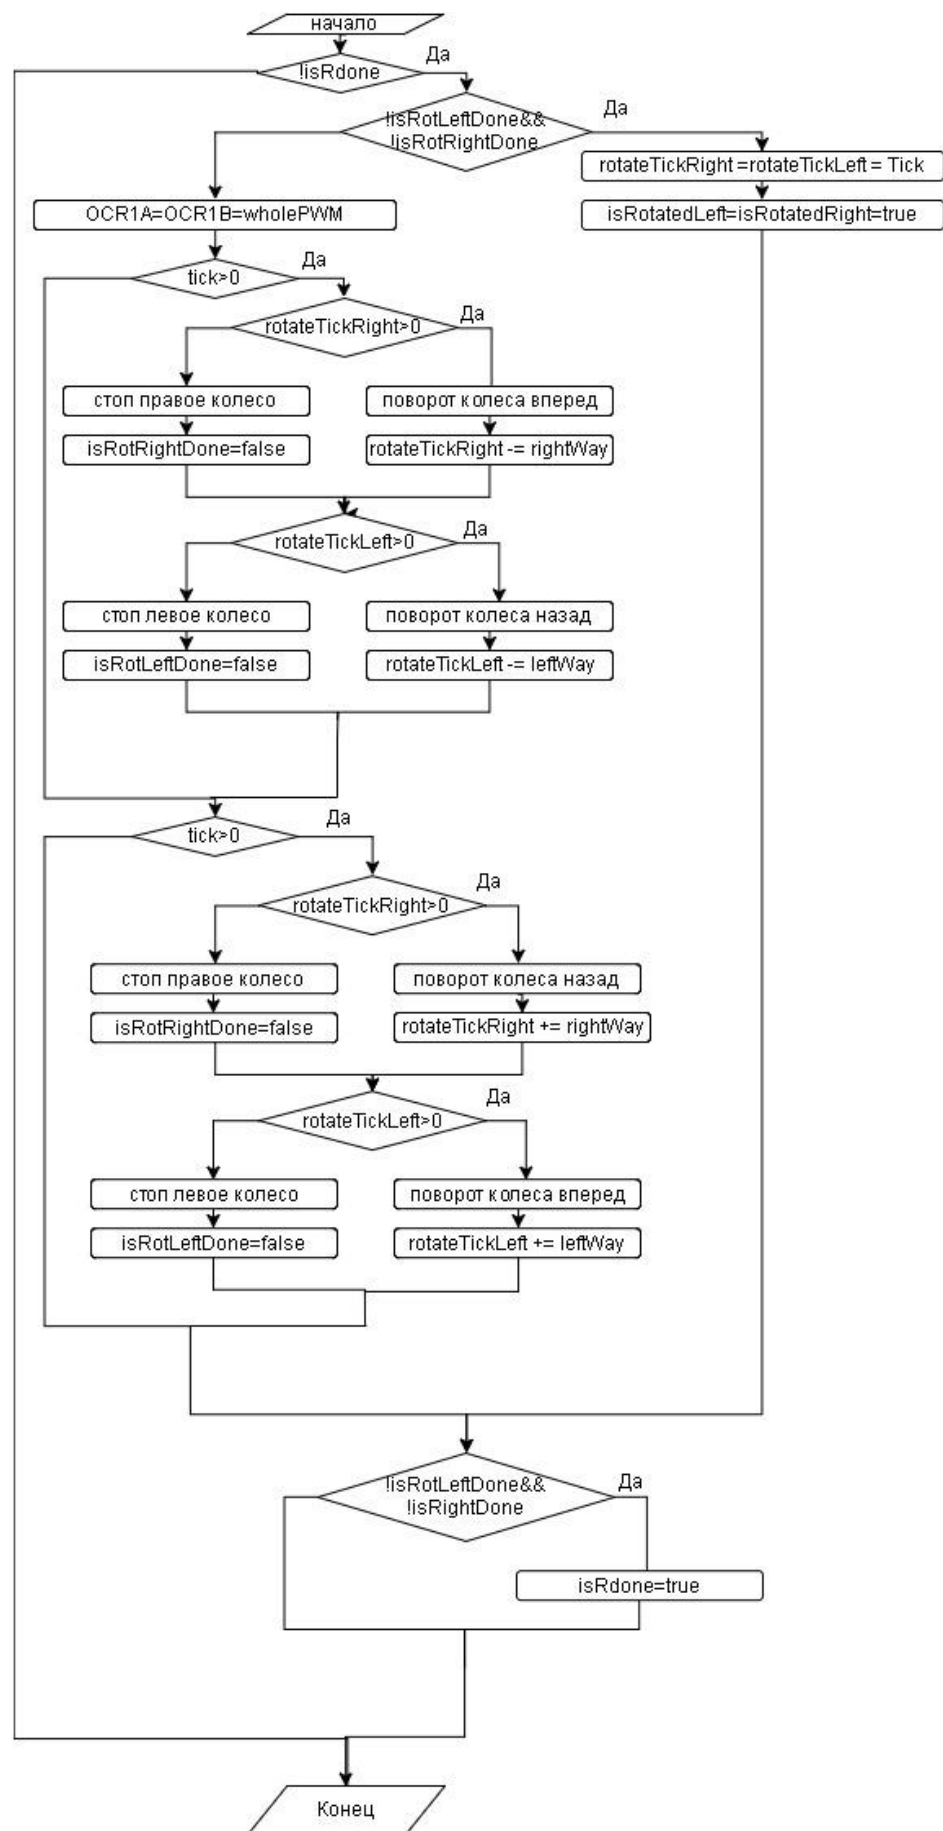 начало
Да
!isRdone
Да
!isRotLeftDone&&
!isRotRightDone
rotateTickRight =rotateTickLeft = Tick
OCR1A=OCR1B=wholePWM
isRotatedLeft=isRotatedRight=true
Да
tick>0
Да
rotateTickRight>0
стоп правое колесо
поворот колеса вперед
isRotRightDone=false
rotateTickRight -= rightWay
Да
rotateTickLeft>0
стоп левое колесо
поворот колеса назад
isRotLeftDone=false
rotateTickLeft -= leftWay
Да
tick>0
Да
rotateTickRight>0
стоп правое колесо
поворот колеса назад
isRotRightDone=false
rotateTickRight += rightWay
Да
rotateTickLeft>0
стоп левое колесо
поворот колеса вперед
isRotLeftDone=false
rotateTickLeft += leftWay
!isRotLeftDone&&
!isRightDone
Да
isRdone=true
Конец